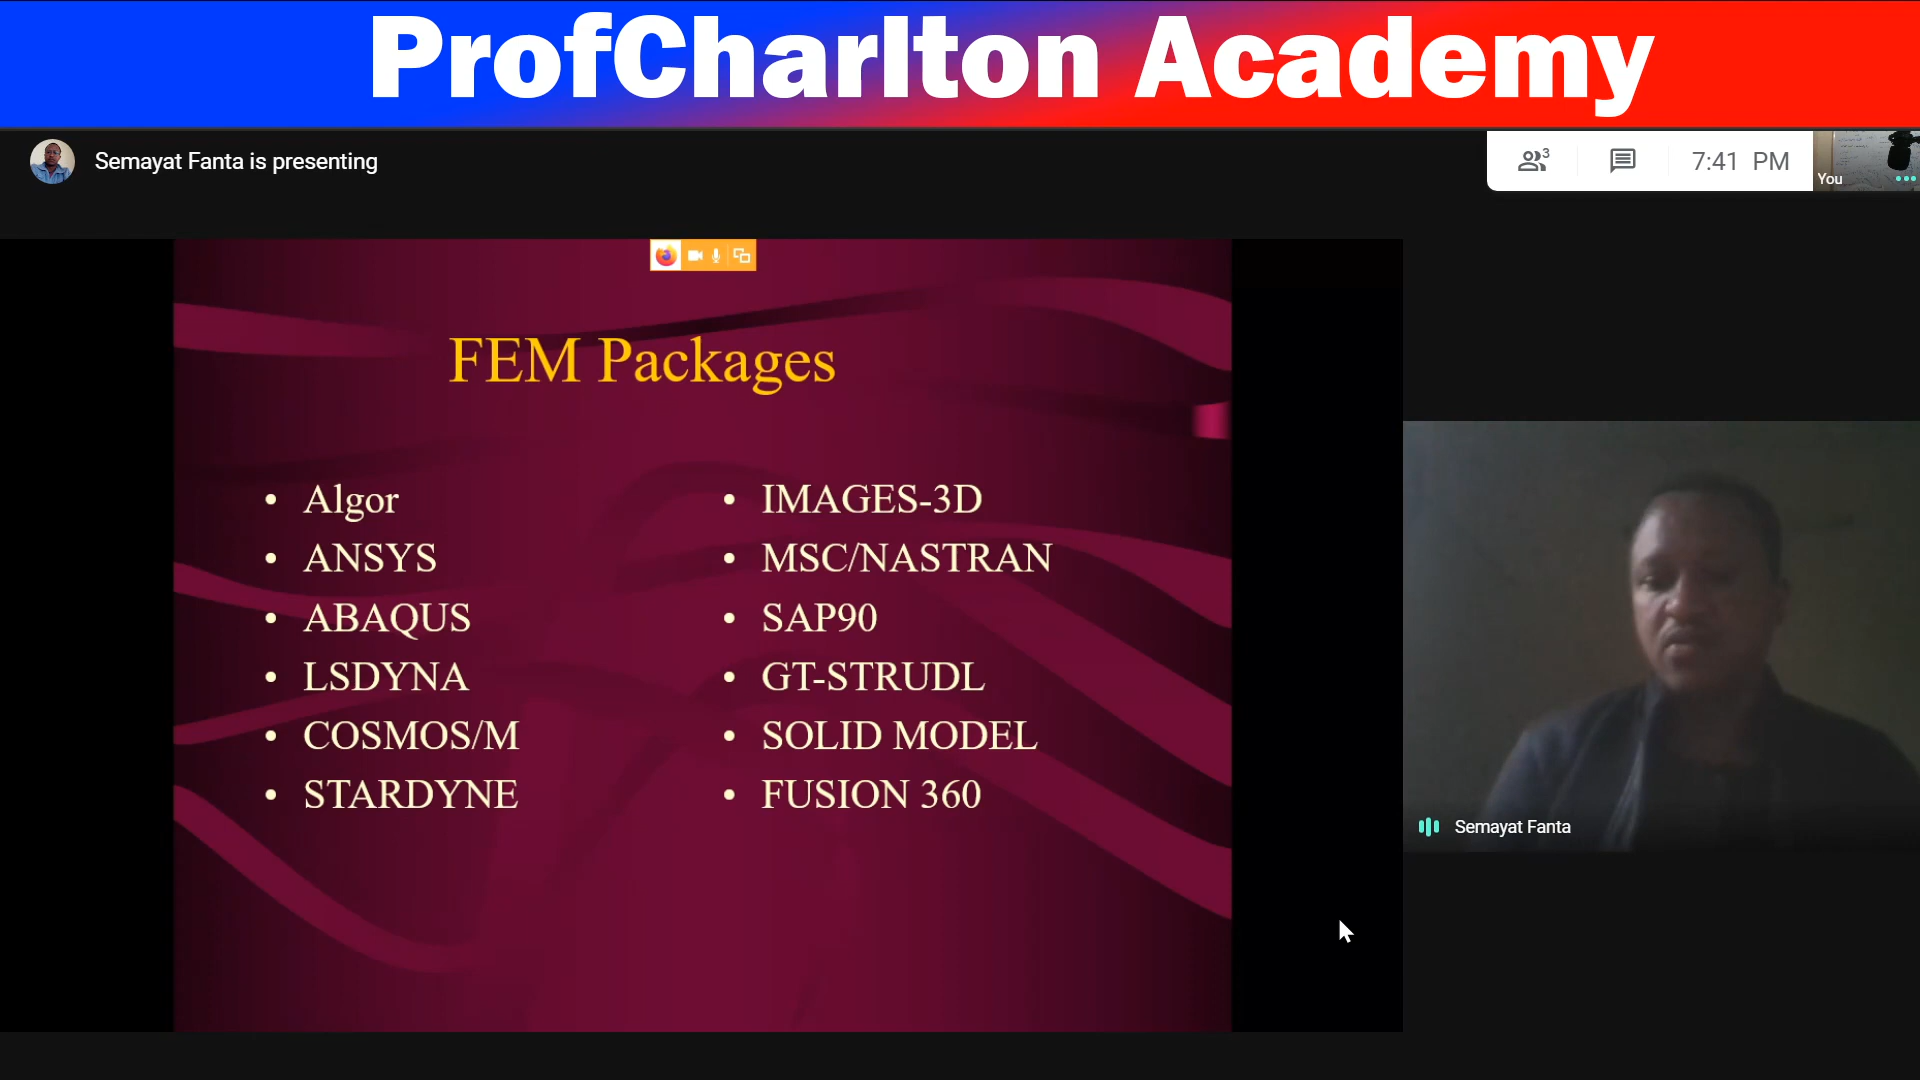 ProfCharlton Academy
Semayat Fanta is presenting
3
7:41 PM
You
FEM Packages
• Algor
• ANSYS
• ABAQUS
• LSDYNA
• COSMOS/M
• STARDYNE
• IMAGES-3D
• MSC/NASTRAN
• SAP90
• GT-STRUDL
• SOLID MODEL
• FUSION 360
Semayat Fanta